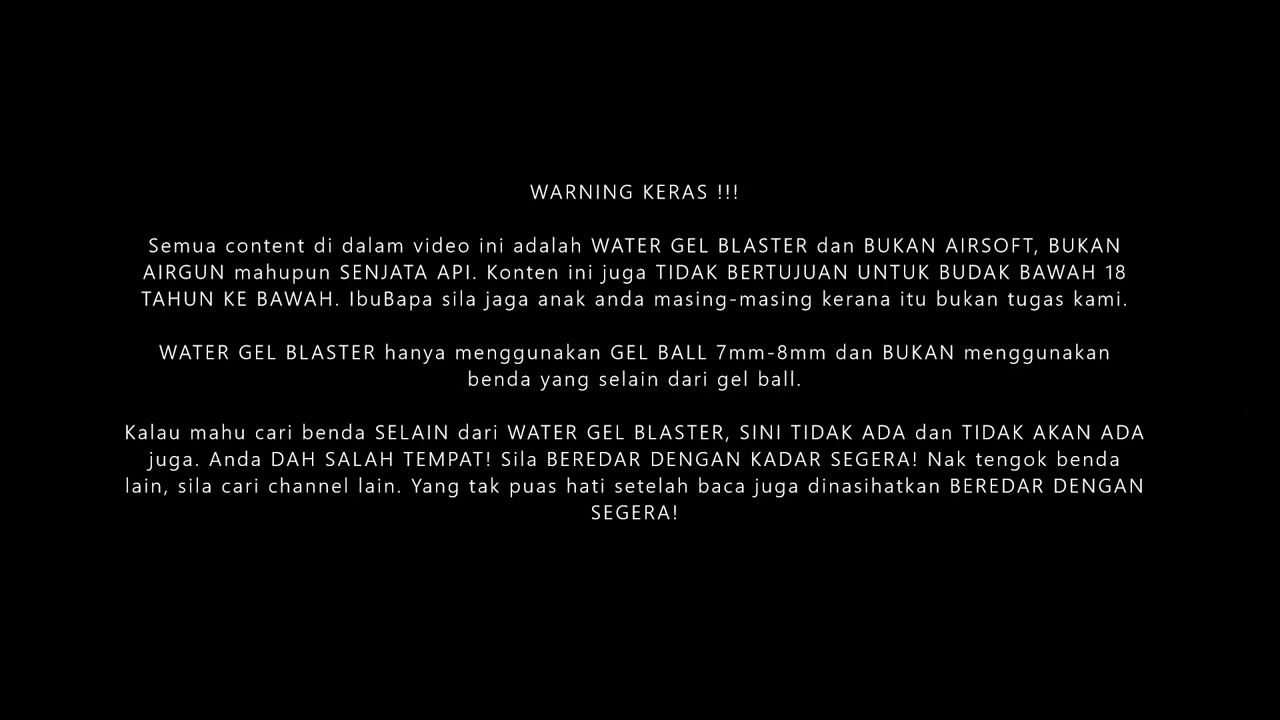 WARNING KERAS !!!
Semua content di dalam video ini adalah WATER GEL BLASTER dan BUKAN AIRSOFT, BUKAN
AIRGUN mahupun SENJATA API. Konten ini juga TIDAK BERTUJUAN UNTUK BUDAK BAWAH 18
TAHUN KE BAWAH. IbuBapa sila jaga anak anda masing-masing kerana itu bukan tugas kami.
WATER GEL BLASTER hanya menggunakan GEL BALL 7mm-8mm dan BUKAN menggunakan
benda yang selain dari gel ball.
Kalau mahu cari benda SELAIN dari WATER GEL BLASTER, SINI TIDAK ADA dan TIDAK AKAN ADA
juga. Anda DAH SALAH TEMPAT! Sila BEREDAR DENGAN KADAR SEGERA! Nak tengok benda
lain, sila cari channel lain. Yang tak puas hati setelah baca juga dinasihatkan BEREDAR DENGAN
SEGERA!